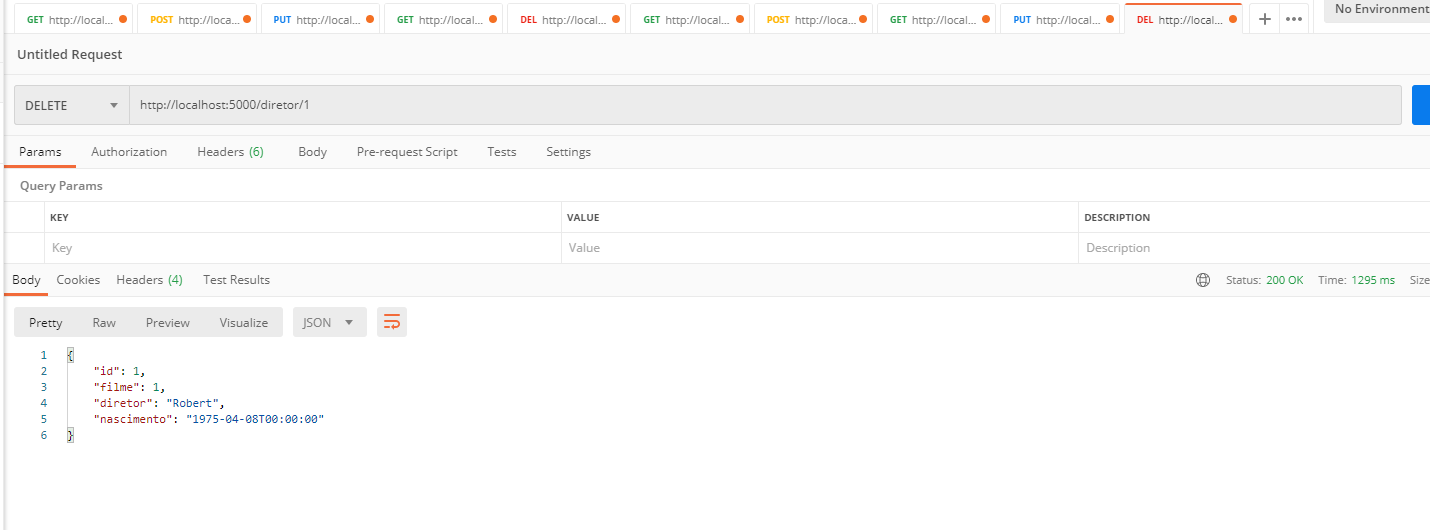 GET http://local... POST http://loca... PUT http://local... GET http://local... DEL http://local... GET http://local... POST http://loca... GET http://local... PUT http://local... DEL http://local... + ••• No Environment
Untitled Request
DELETE http://localhost:5000/diretor/1
Params Authorization Headers (6) Body Pre-request Script Tests Settings
Query Params
KEY VALUE DESCRIPTION
Key Value Description
Body Cookies Headers (4) Test Results Status: 200 OK Time: 1295 ms Size
Pretty Raw Preview Visualize JSON
1 {
2 "id": 1,
3 "filme": 1,
4 "diretor": "Robert",
5 "nascimento": "1975-04-08T00:00:00"
6 }